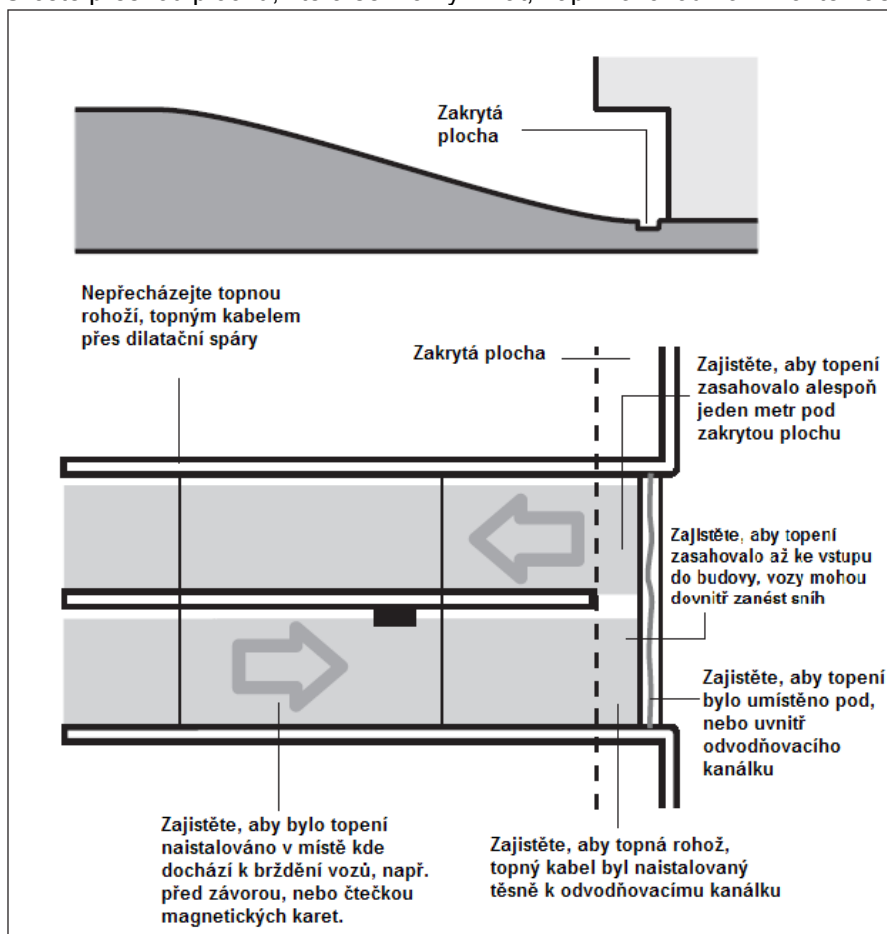 Zakrytá
plocha
Nepřecházejte topnou
rohoží, topným kabelem
přes dilatační spáry
Zakrytá plocha
Zajistěte, aby topení
zasahovalo alespoň
jeden metr pod
zakrytou plochu
Zajistěte, aby topení
zasahovalo až ke vstupu
do budovy, vozy mohou
dovnitř zanést sníh
Zajistěte, aby topení
bylo umístěno pod,
nebo uvnitř
odvodňovacího
kanálku
Zajistěte, aby bylo topení
naistalováno v místě kde
dochází k brždění vozů, např.
před závorou, nebo čtečkou
magnetických karet.
Zajistěte, aby topná rohož,
topný kabel byl naistalovaný
těsně k odvodňovacímu kanálku